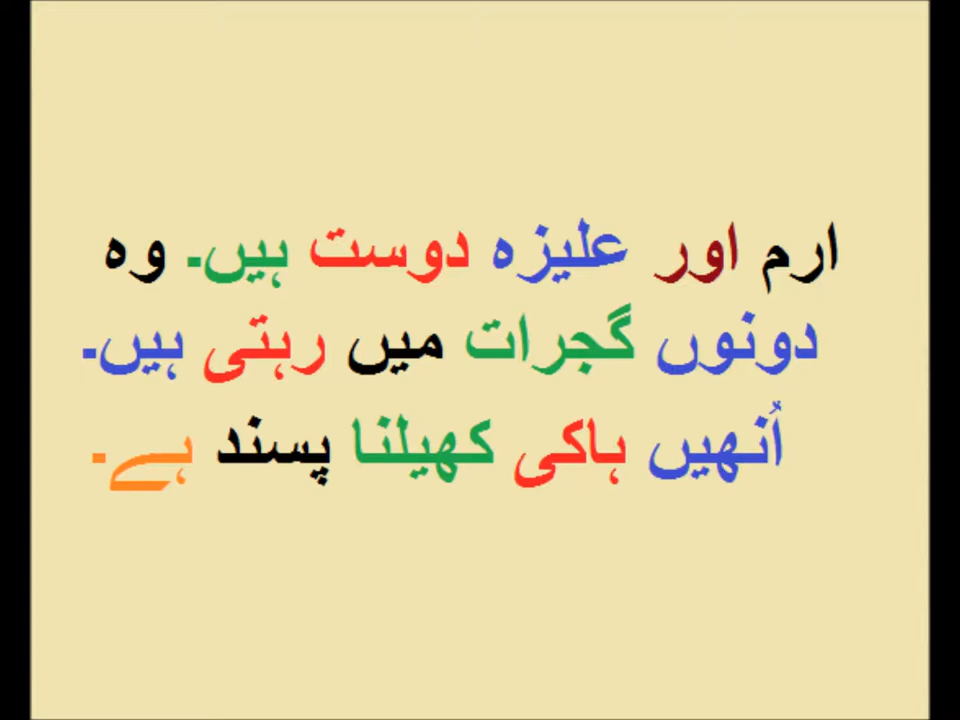 ارم اور علیزہ دوست ہیں۔ وہ
دونوں گجرات میں رہتی ہیں۔
اُنھیں ہاکی کھیلنا پسند ہے۔